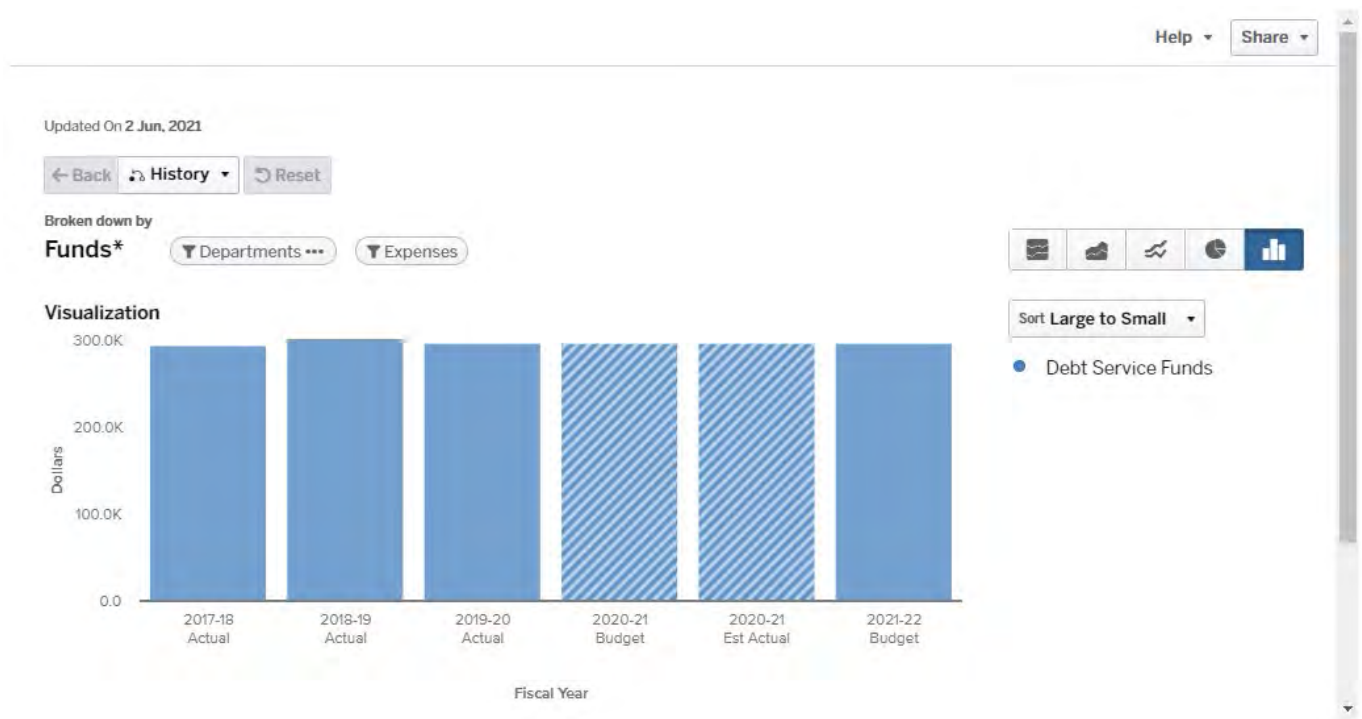 Help Share
Updated On 2 Jun, 2021
Back History Reset
Broken down by
Funds* Departments ••• Expenses
Visualization
Sort Large to Small
Debt Service Funds
300.0K
200.0K
100.0K
0.0
Dollars
2017-18 2018-19 2019-20 2020-21 2020-21 2021-22
Actual Actual Actual Budget Est Actual Budget
Fiscal Year